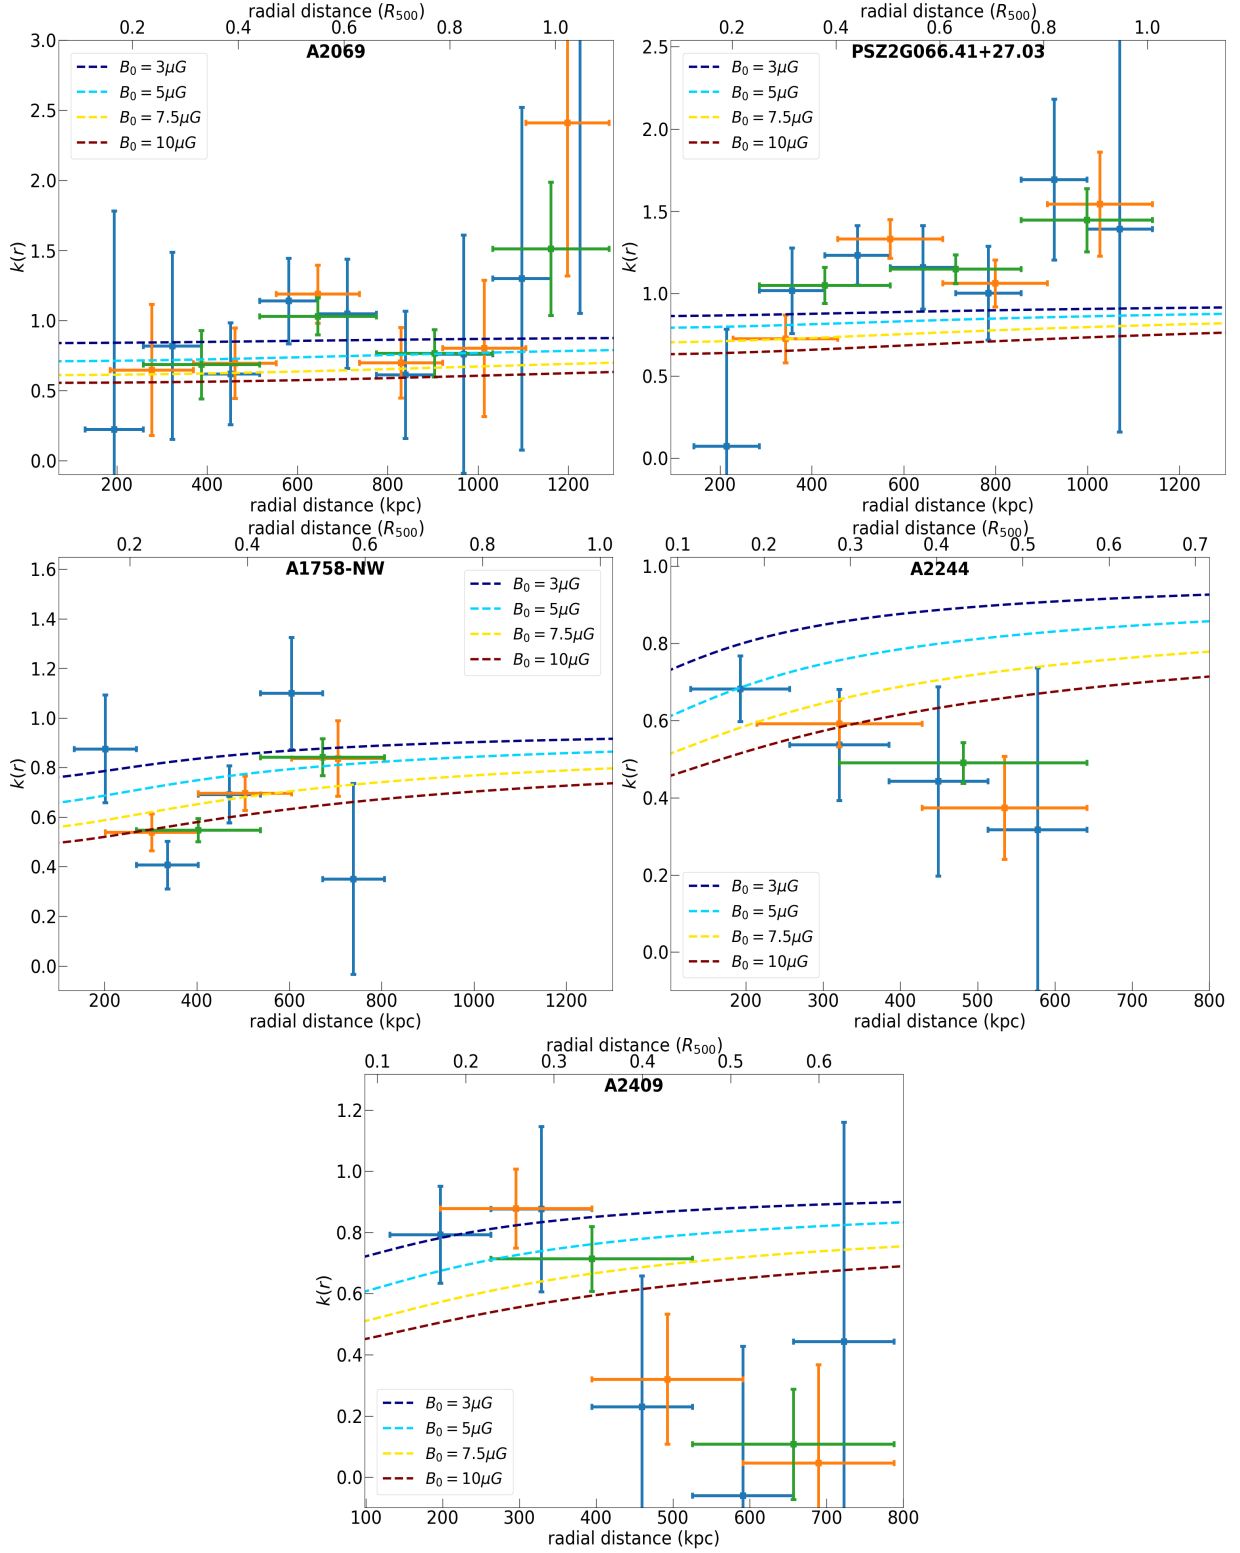 radial distance (R500) radial distance (R500)
0.2 0.4 0.6 0.8 1.0 0.2 0.4 0.6 0.8 1.0
A2069 PSZ2G066.41+27.03
B0 = 3μG
B0 = 5μG
B0 = 7.5μG
B0 = 10μG
3.0
2.5
2.0
1.5
1.0
0.5
0.0
k(r)
200 400 600 800 1000 1200
radial distance (kpc)
B0 = 3μG
B0 = 5μG
B0 = 7.5μG
B0 = 10μG
2.5
2.0
1.5
1.0
0.5
0.0
k(r)
200 400 600 800 1000 1200
radial distance (kpc)
radial distance (R500)
0.2 0.4 0.6 0.8 1.0
A1758-NW
B0 = 3μG
B0 = 5μG
B0 = 7.5μG
B0 = 10μG
1.6
1.4
1.2
1.0
0.8
0.6
0.4
0.2
0.0
k(r)
200 400 600 800 1000 1200
radial distance (kpc)
radial distance (R500)
0.1 0.2 0.3 0.4 0.5 0.6 0.7
A2244
1.0
0.8
0.6
0.4
0.2
0.0
k(r)
B0 = 3μG
B0 = 5μG
B0 = 7.5μG
B0 = 10μG
200 300 400 500 600 700 800
radial distance (kpc)
radial distance (R500)
0.1 0.2 0.3 0.4 0.5 0.6
A2409
1.2
1.0
0.8
0.6
0.4
0.2
0.0
k(r)
B0 = 3μG
B0 = 5μG
B0 = 7.5μG
B0 = 10μG
100 200 300 400 500 600 700 800
radial distance (kpc)